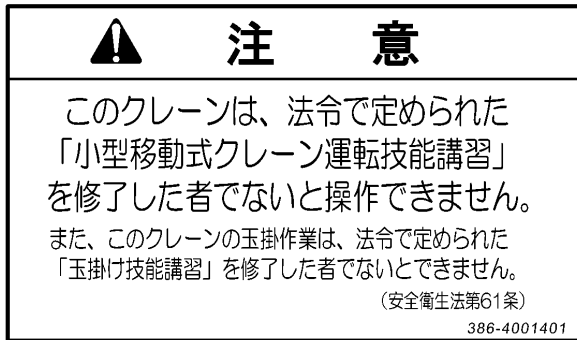 注 意
このクレーンは、法令で定められた
「小型移動式クレーン運転技能講習」
を修了した者でないと操作できません。
また、このクレーンの玉掛作業は、法令で定められた
「玉掛け技能講習」を修了した者でないとできません。
(安全衛生法第61条)
386-4001401